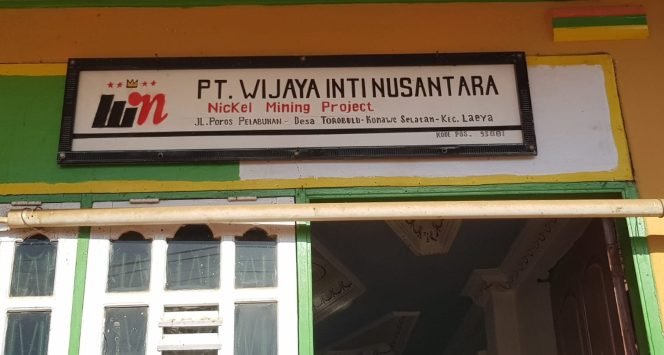 win
PT. WIJAYA INTI NUSANTARA
Nickel Mining Project
JL. Poros Pelabuhan - Desa Torobulu - Konawe Selatan - Kec. Laeya
KODE POS.